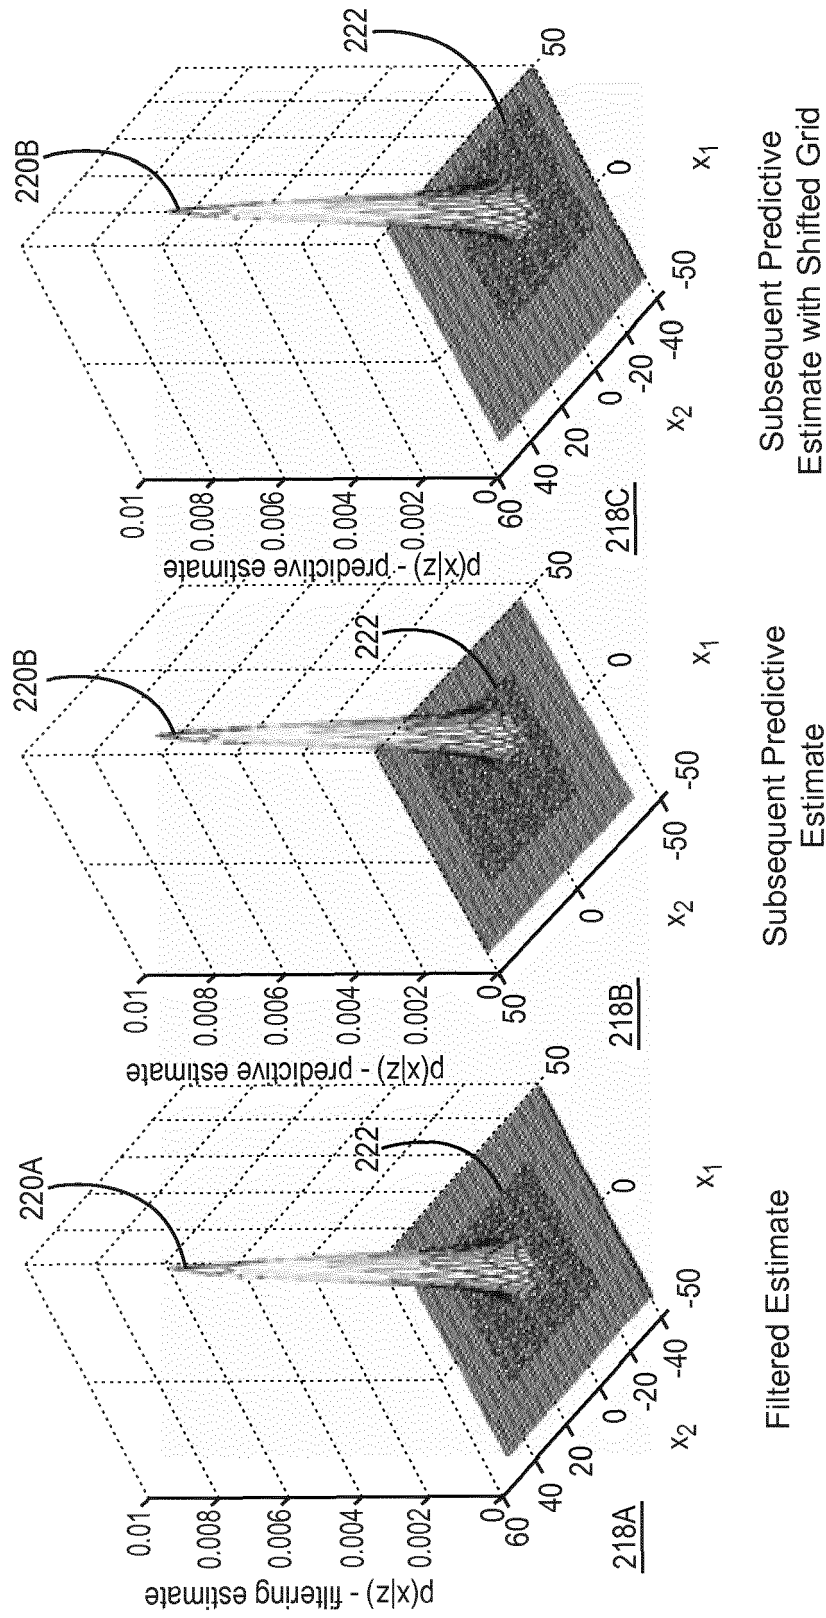 p(x|z) - filtering estimate
0.01
0.008
0.006
0.004
0.002
0
60
40
20
0
-20
-40
x2
-50
0
50
x1
220A
222
218A
Filtered Estimate
p(x|z) - predictive estimate
0.01
0.008
0.006
0.004
0.002
0
50
0
-50
x2
-50
0
50
x1
220B
222
218B
Subsequent Predictive
Estimate
p(x|z) - predictive estimate
0.01
0.008
0.006
0.004
0.002
0
60
40
20
0
-20
-40
x2
-50
0
50
x1
220B
222
218C
Subsequent Predictive
Estimate with Shifted Grid